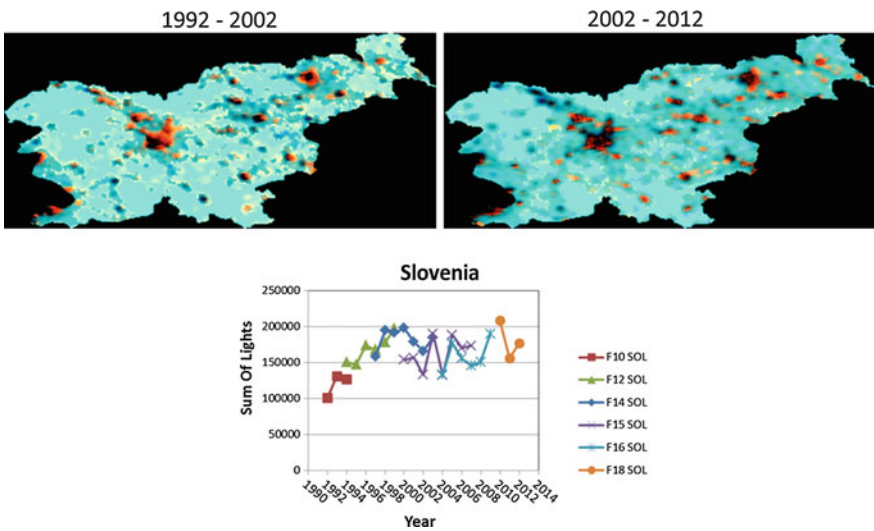 1992 - 2002
2002 - 2012
Slovenia
250000
200000
150000
100000
50000
0
Sum Of Lights
1990
1992
1994
1996
1998
2000
2002
2004
2006
2008
2010
2012
2014
Year
F10 SOL
F12 SOL
F14 SOL
F15 SOL
F16 SOL
F18 SOL